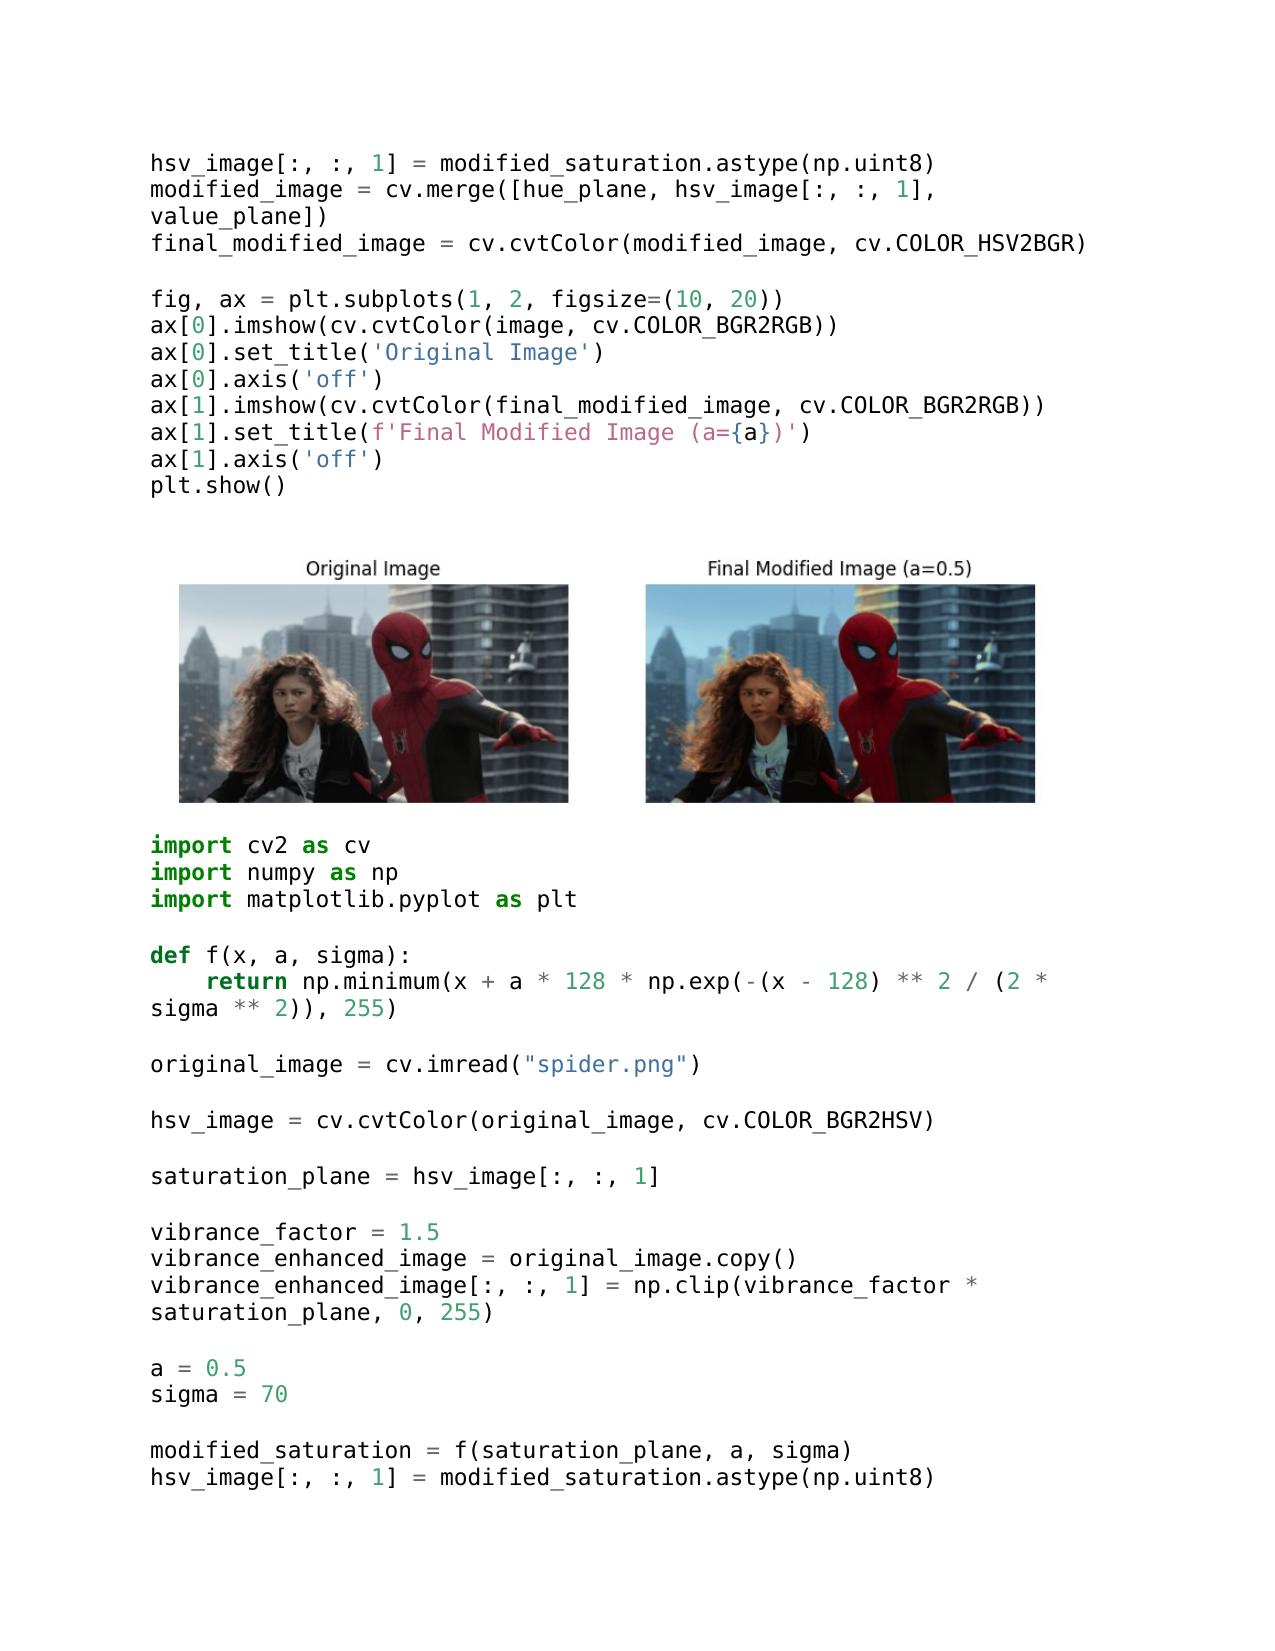 hsv_image[:, :, 1] = modified_saturation.astype(np.uint8)
modified_image = cv.merge([hue_plane, hsv_image[:, :, 1],
value_plane])
final_modified_image = cv.cvtColor(modified_image, cv.COLOR_HSV2BGR)
fig, ax = plt.subplots(1, 2, figsize=(10, 20))
ax[0].imshow(cv.cvtColor(image, cv.COLOR_BGR2RGB))
ax[0].set_title('Original Image')
ax[0].axis('off')
ax[1].imshow(cv.cvtColor(final_modified_image, cv.COLOR_BGR2RGB))
ax[1].set_title(f'Final Modified Image (a={a})')
ax[1].axis('off')
plt.show()
Original Image
Final Modified Image (a=0.5)
import cv2 as cv
import numpy as np
import matplotlib.pyplot as plt
def f(x, a, sigma):
    return np.minimum(x + a * 128 * np.exp(-(x - 128) ** 2 / (2 *
sigma ** 2)), 255)
original_image = cv.imread("spider.png")
hsv_image = cv.cvtColor(original_image, cv.COLOR_BGR2HSV)
saturation_plane = hsv_image[:, :, 1]
vibrance_factor = 1.5
vibrance_enhanced_image = original_image.copy()
vibrance_enhanced_image[:, :, 1] = np.clip(vibrance_factor *
saturation_plane, 0, 255)
a = 0.5
sigma = 70
modified_saturation = f(saturation_plane, a, sigma)
hsv_image[:, :, 1] = modified_saturation.astype(np.uint8)